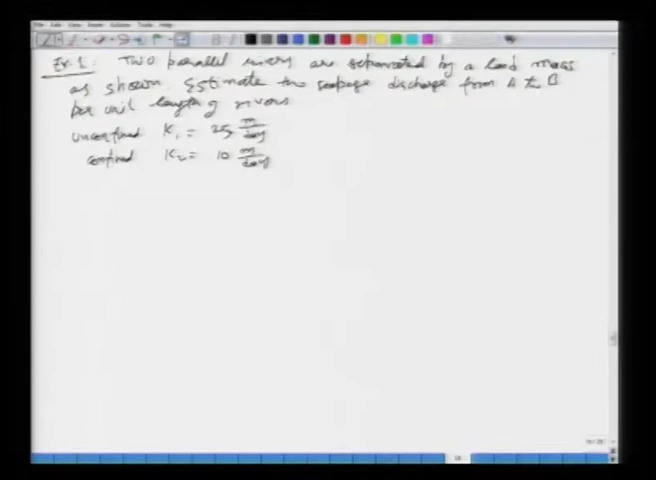 Ex.1: Two parallel rivers are separated by a land mass
as shown. Estimate the seepage discharge from A to B
per unit length of rivers
unconfined K₁ = 25 m/day
confined K₂ = 10 m/day